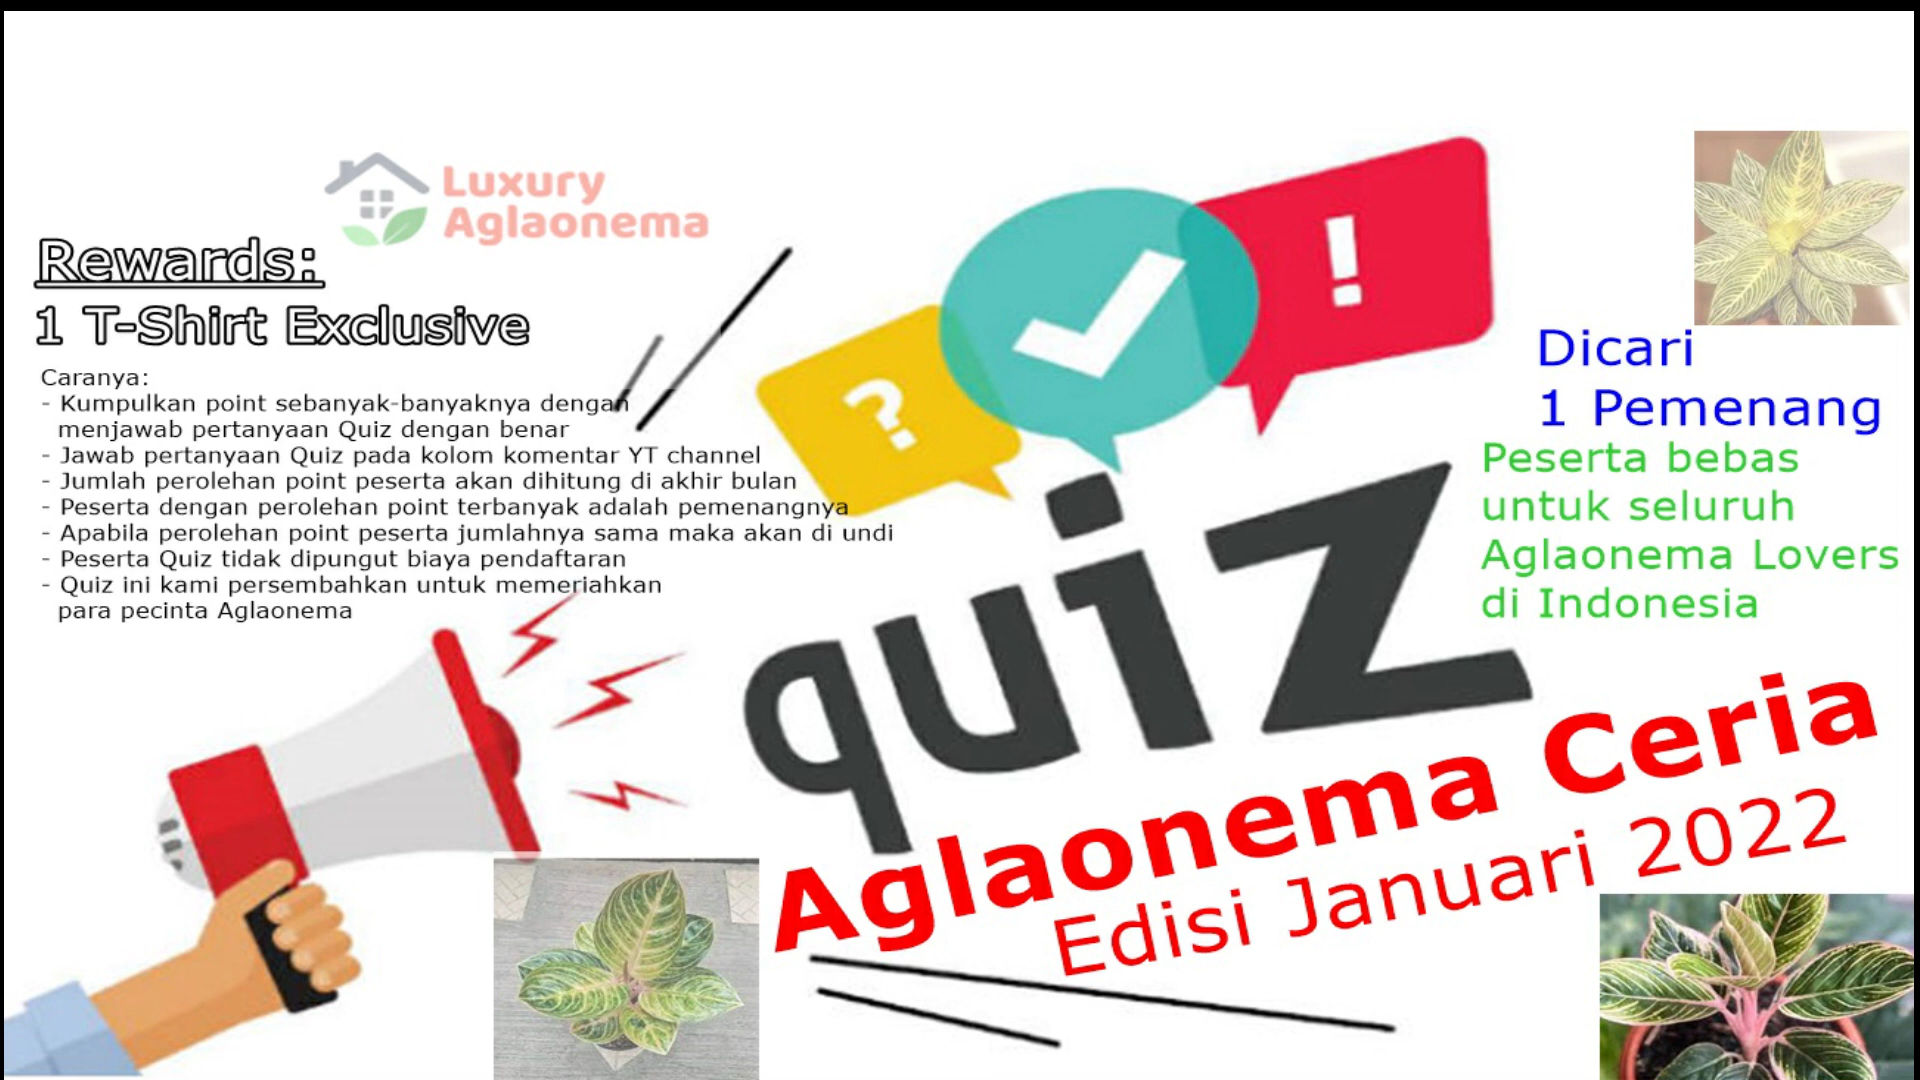 Luxury
Aglaonema
Rewards:
1 T-Shirt Exclusive
Caranya:
- Kumpulkan point sebanyak-banyaknya dengan
menjawab pertanyaan Quiz dengan benar
- Jawab pertanyaan Quiz pada kolom komentar YT channel
- Jumlah perolehan point peserta akan dihitung di akhir bulan
- Peserta dengan perolehan point terbanyak adalah pemenangnya
- Apabila perolehan point peserta jumlahnya sama maka akan di undi
- Peserta Quiz tidak dipungut biaya pendaftaran
- Quiz ini kami persembahkan untuk memeriahkan
para pecinta Aglaonema
?
!
quiz
Dicari
1 Pemenang
Peserta bebas
untuk seluruh
Aglaonema Lovers
di Indonesia
Aglaonema Ceria
Edisi Januari 2022